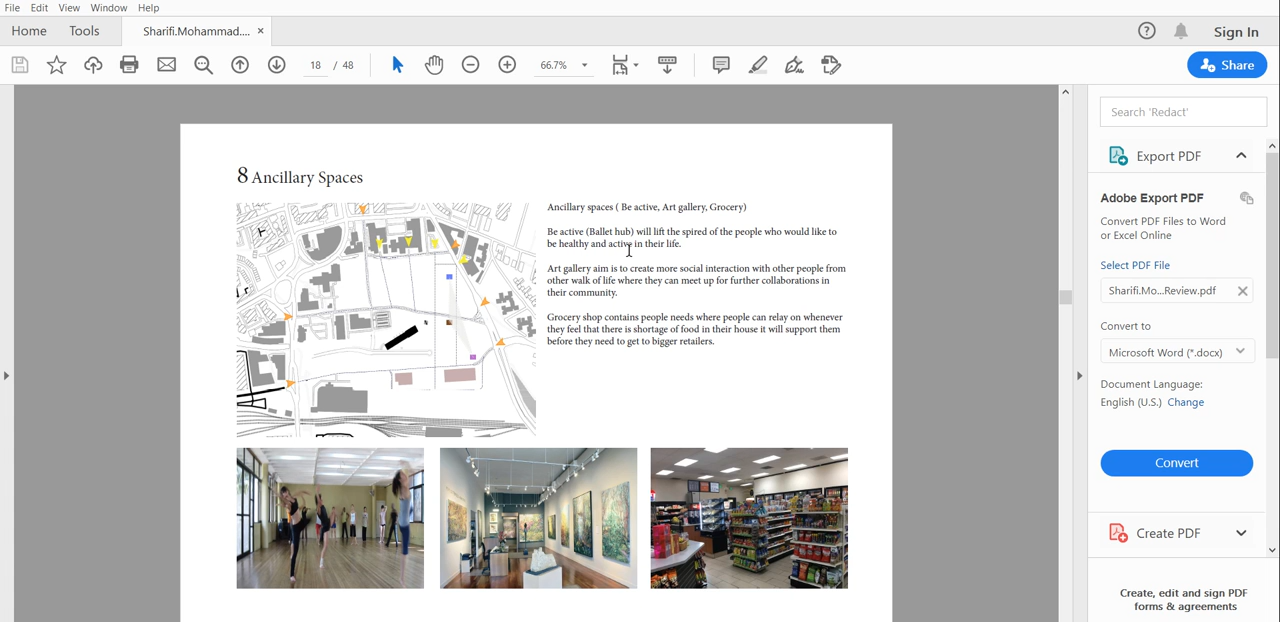 File Edit View Window Help
Home Tools Sharifi.Mohammad.... × Sign In
18 / 48 66.7% Share
Search 'Redact'
Export PDF
Adobe Export PDF
Convert PDF Files to Word
or Excel Online
Select PDF File
Sharifi.Mo...Review.pdf
Convert to
Microsoft Word (*.docx)
Document Language:
English (U.S.) Change
Convert
Create PDF
Create, edit and sign PDF
forms & agreements
8 Ancillary Spaces
Ancillary spaces ( Be active, Art gallery, Grocery)
Be active (Ballet hub) will lift the spired of the people who would like to
be healthy and active in their life.
Art gallery aim is to create more social interaction with other people from
other walk of life where they can meet up for further collaborations in
their community.
Grocery shop contains people needs where people can relay on whenever
they feel that there is shortage of food in their house it will support them
before they need to get to bigger retailers.